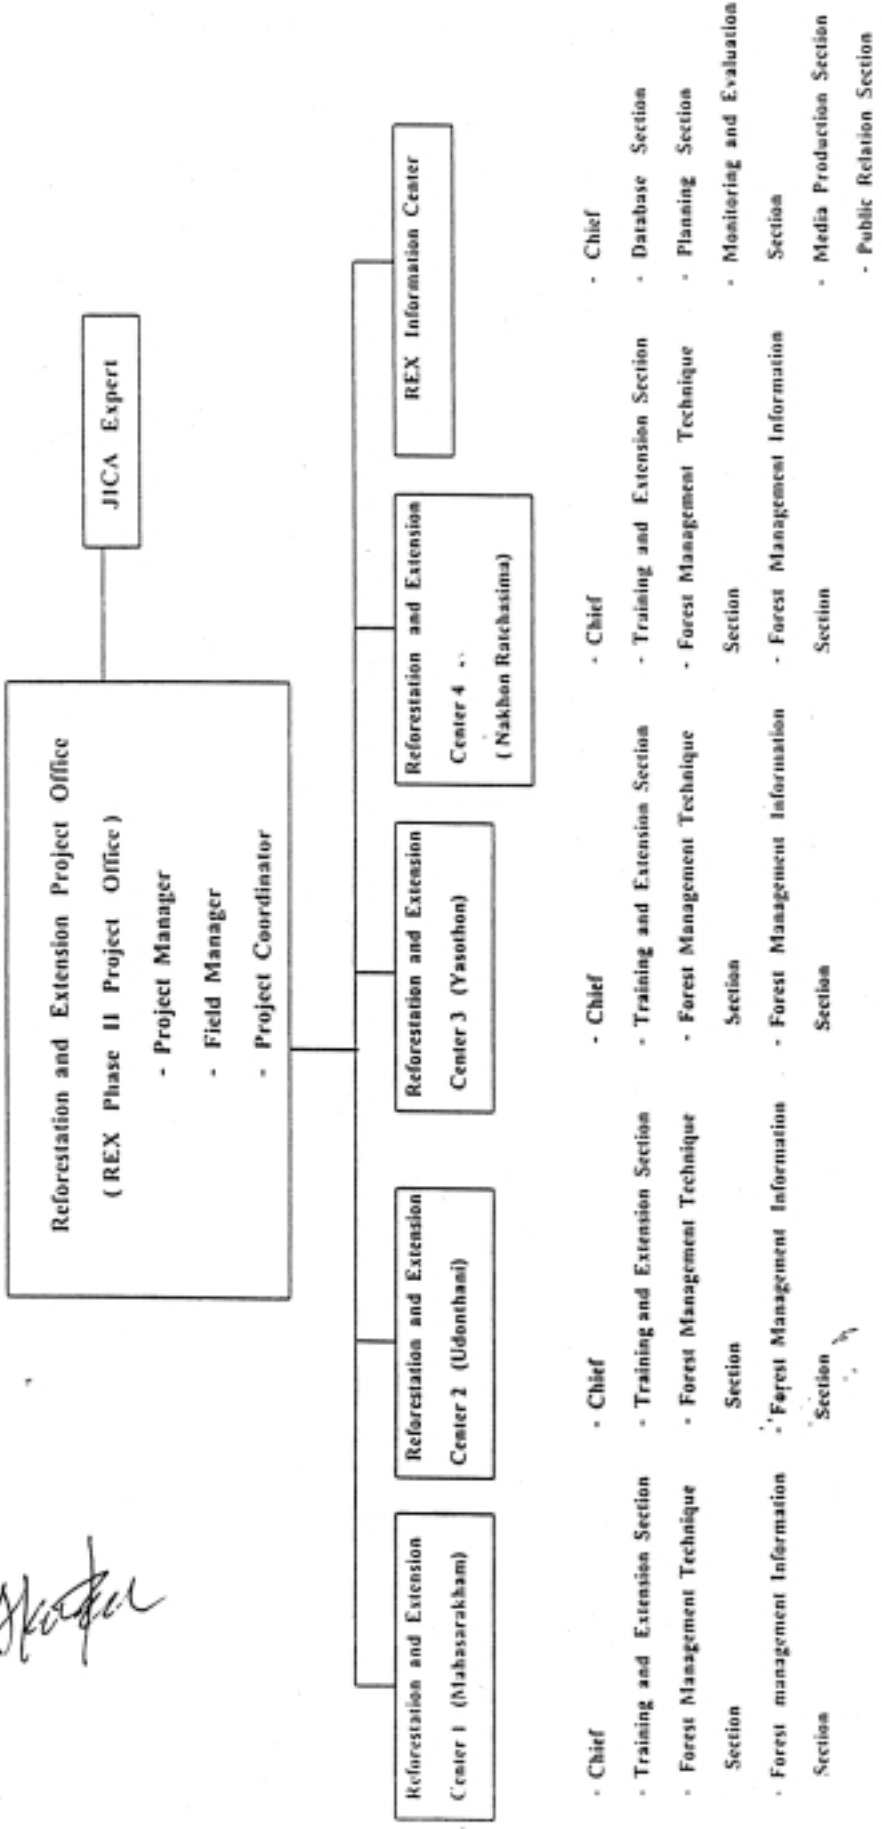 Reforestation and Extension Project Office
( REX Phase II Project Office )
- Project Manager
- Field Manager
- Project Coordinator
JICA Expert
Reforestation and Extension
Center 1 (Mahasarakham)
Reforestation and Extension
Center 2 (Udonthani)
Reforestation and Extension
Center 3 (Yasothon)
Reforestation and Extension
Center 4
( Nakhon Ratchasima)
REX Information Center
- Chief
- Training and Extension Section
- Forest Management Technique
Section
- Forest management Information
Section
- Chief
- Training and Extension Section
- Forest Management Technique
Section
- Forest Management Information
Section
- Chief
- Training and Extension Section
- Forest Management Technique
Section
- Forest Management Information
Section
- Chief
- Training and Extension Section
- Forest Management Technique
Section
- Forest Management Information
Section
- Chief
- Database Section
- Planning Section
- Monitoring and Evaluation
Section
- Media Production Section
- Public Relation Section